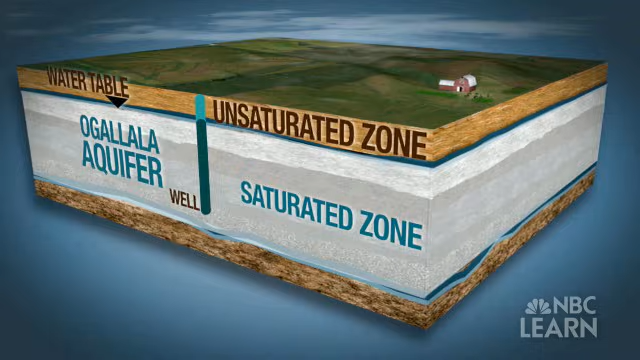 WATER TABLE
OGALLALA
AQUIFER
WELL
UNSATURATED ZONE
SATURATED ZONE
NBC
LEARN